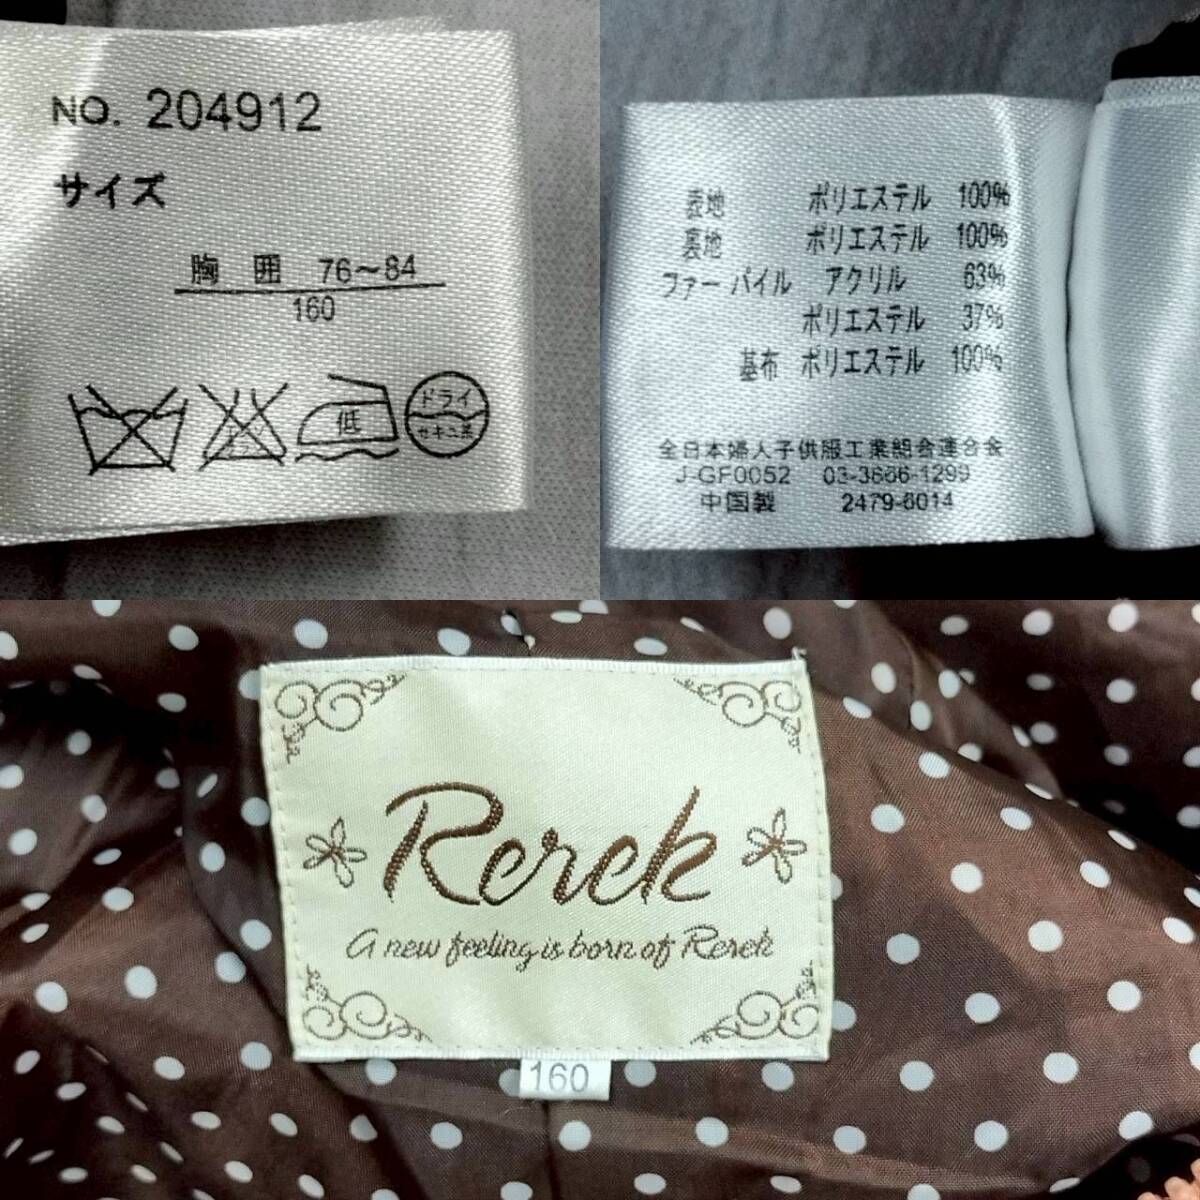 NO. 204912
サイズ
胸 囲 76～84
160
低
ドライ
セキユ系
表地 ポリエステル 100%
裏地 ポリエステル 100%
ファー パイル アクリル 63%
ポリエステル 37%
基布 ポリエステル 100%
全日本婦人子供服工業組合連合会
J-GF0052 03-3666-1299
中国製 2479-6014
Rerek
A new feeling is born of Rerek
160